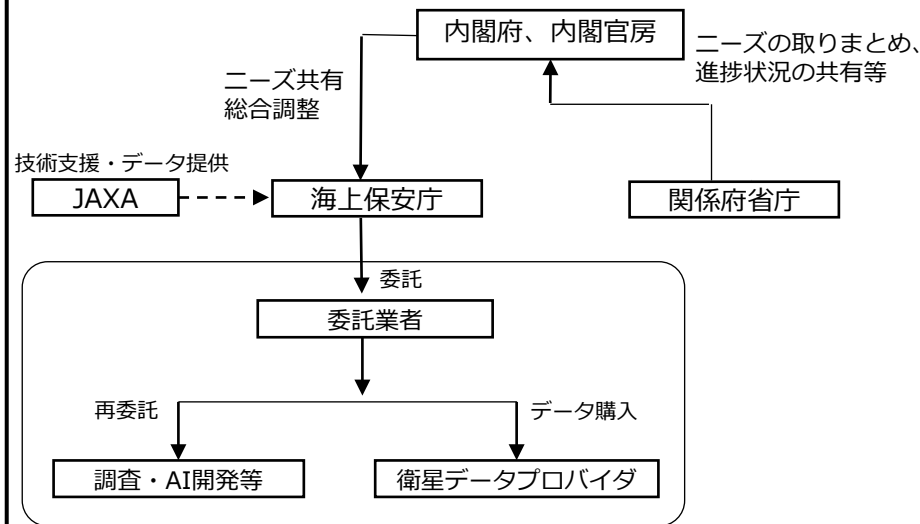 内閣府、内閣官房
ニーズの取りまとめ、
進捗状況の共有等
ニーズ共有
総合調整
技術支援・データ提供
JAXA
海上保安庁
関係府省庁
委託
委託業者
再委託
データ購入
調査・AI開発等
衛星データプロバイダ